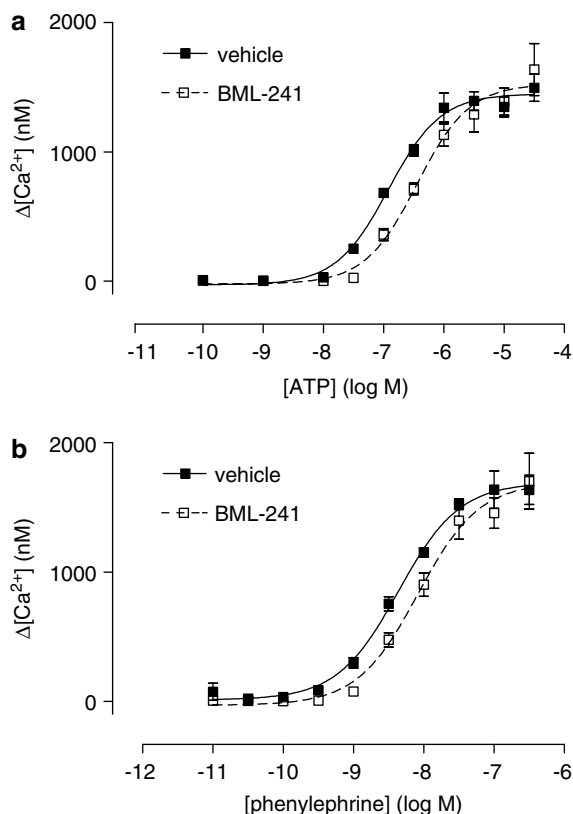 a
vehicle
BML-241
Δ[Ca2+] (nM)
2000
1000
0
-11 -10 -9 -8 -7 -6 -5 -4
[ATP] (log M)
b
vehicle
BML-241
Δ[Ca2+] (nM)
2000
1000
0
-12 -11 -10 -9 -8 -7 -6
[phenylephrine] (log M)